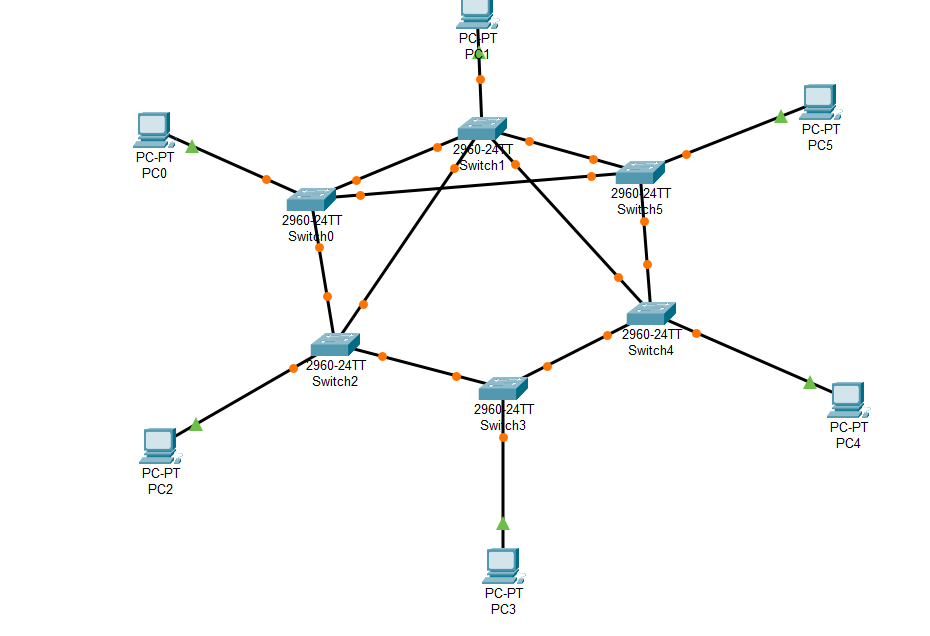 PC-PT
PC1
PC-PT
PC5
PC-PT
PC0
2960-24TT
Switch1
2960-24TT
Switch5
2960-24TT
Switch0
2960-24TT
Switch4
2960-24TT
Switch2
2960-24TT
Switch3
PC-PT
PC4
PC-PT
PC2
PC-PT
PC3